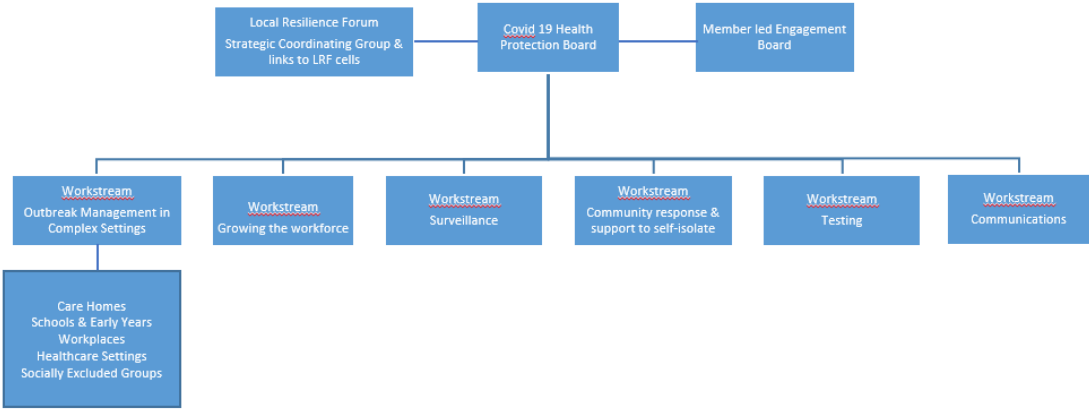 Local Resilience Forum
Strategic Coordinating Group &
links to LRF cells
Covid 19 Health
Protection Board
Member led Engagement
Board
Workstream
Outbreak Management in
Complex Settings
Workstream
Growing the workforce
Workstream
Surveillance
Workstream
Community response &
support to self-isolate
Workstream
Testing
Workstream
Communications
Care Homes
Schools & Early Years
Workplaces
Healthcare Settings
Socially Excluded Groups